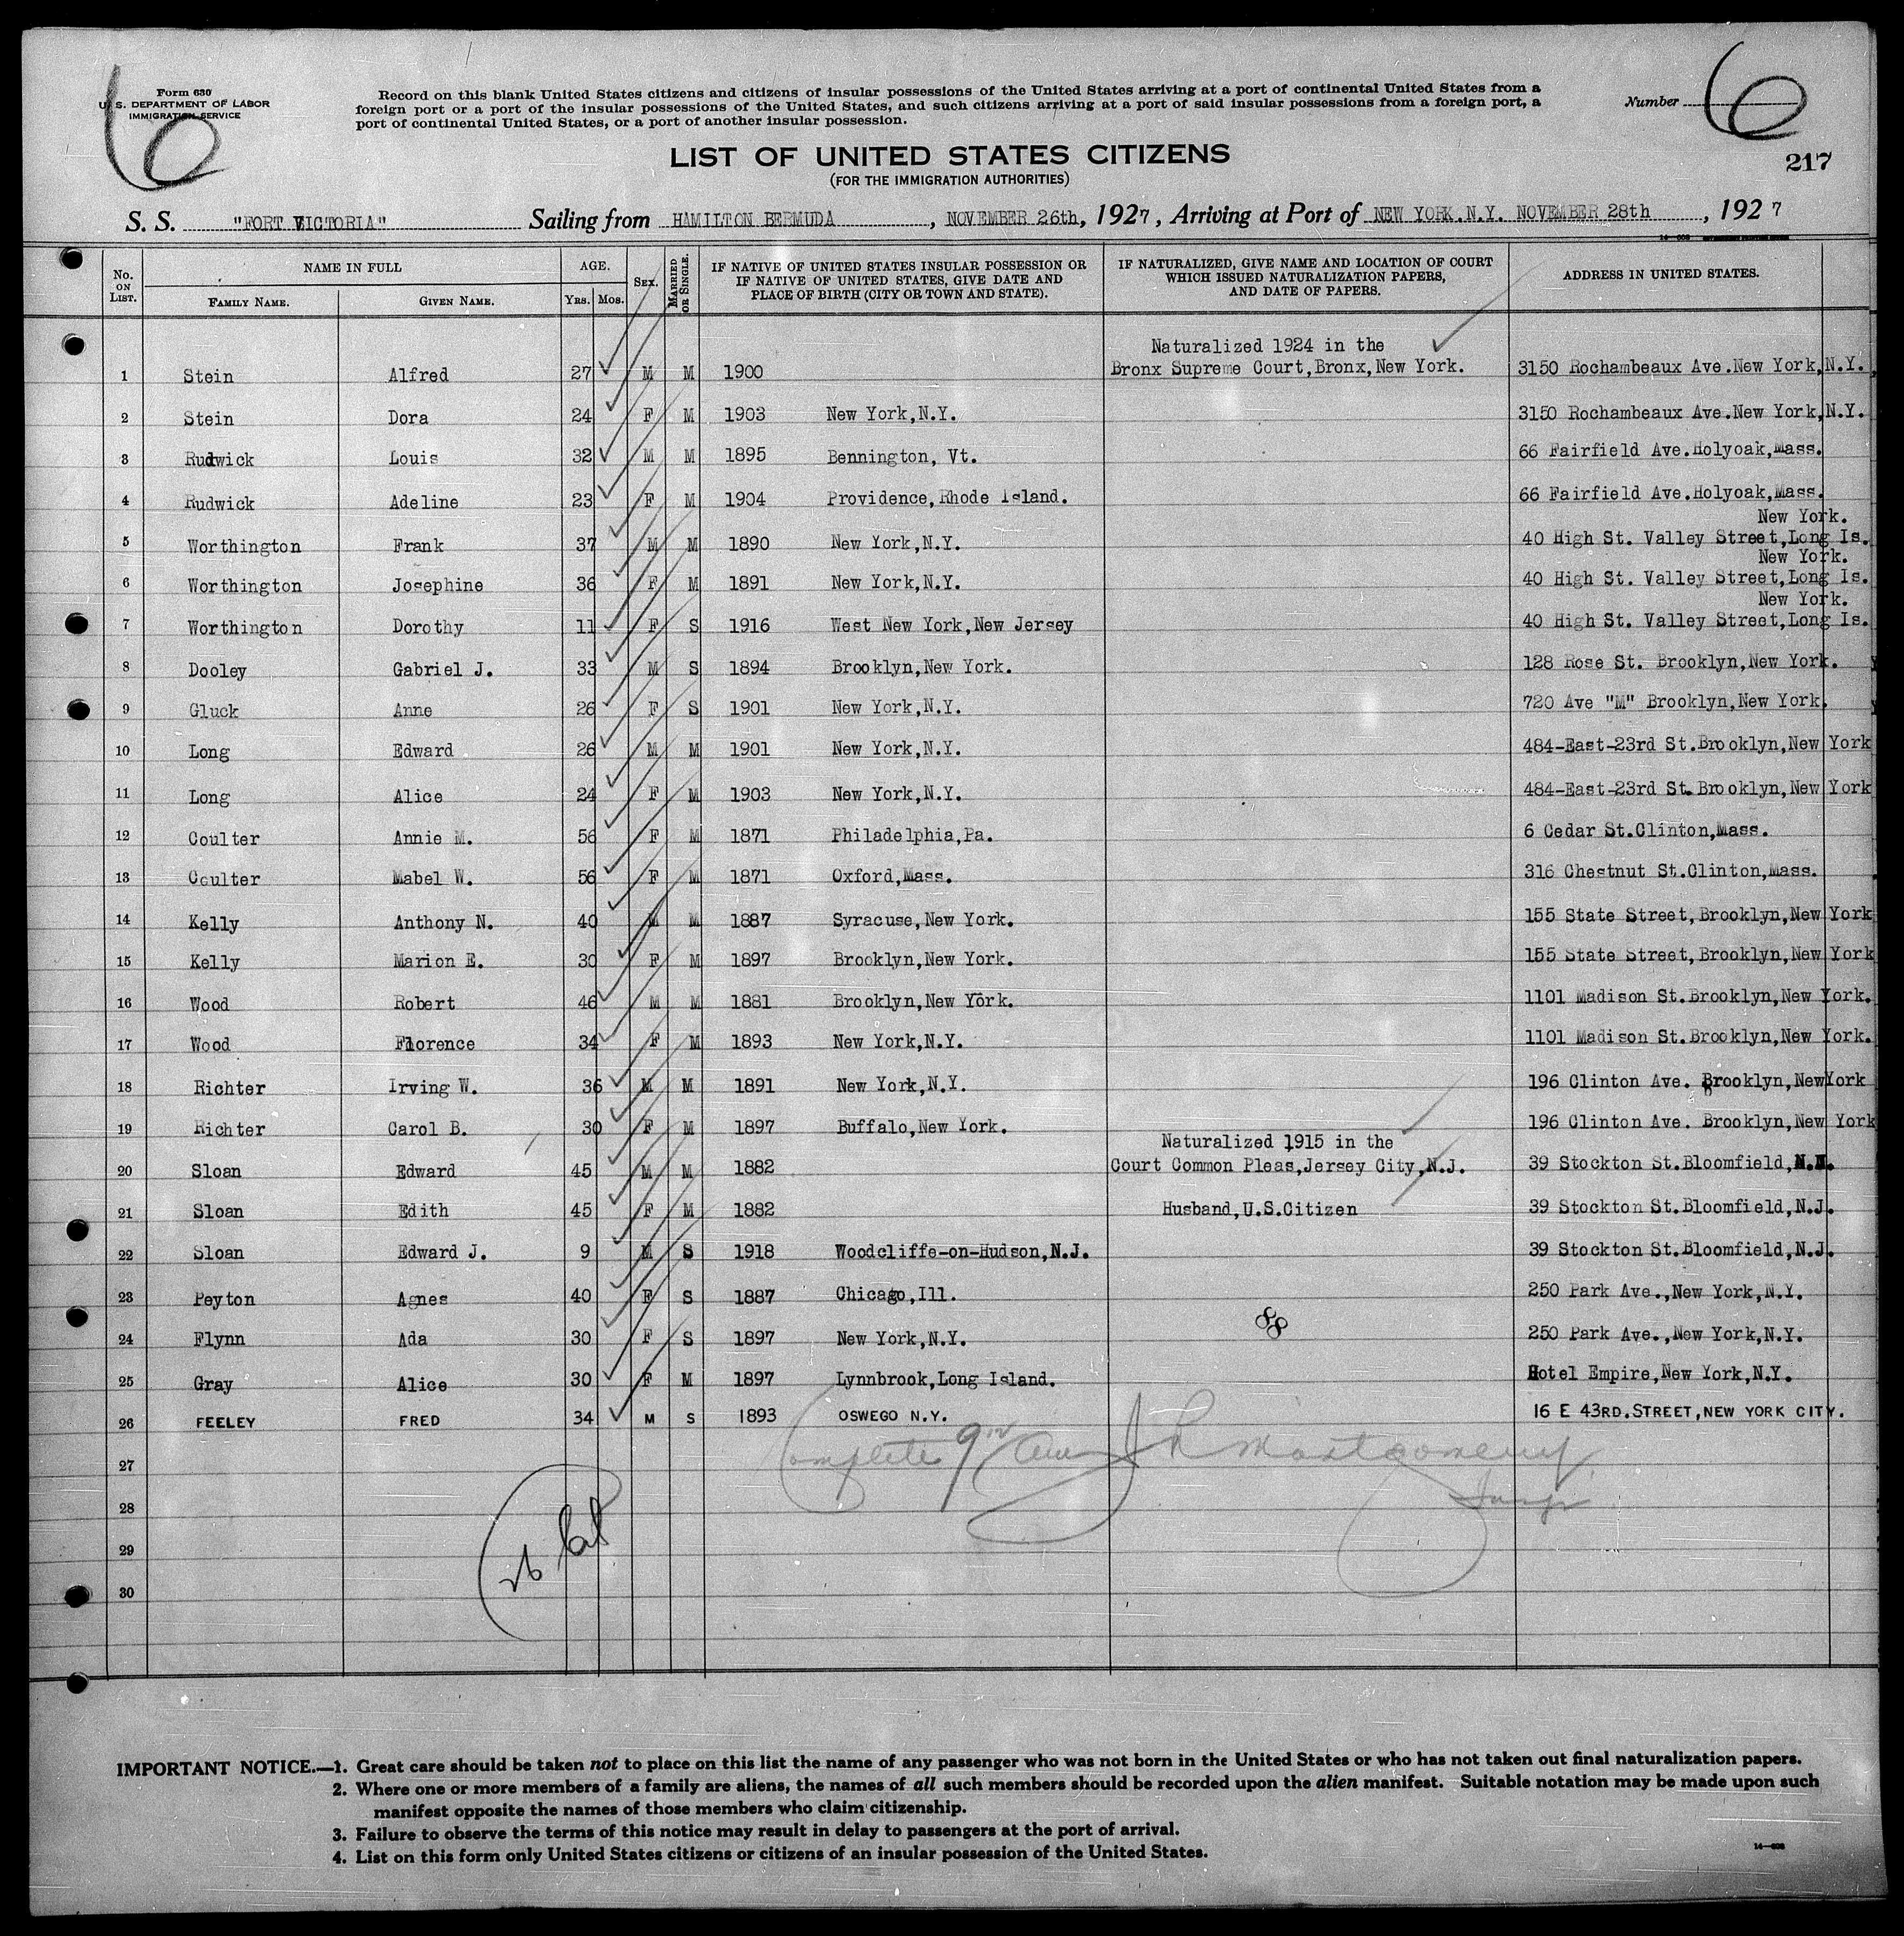 Form 630
U. S. DEPARTMENT OF LABOR
IMMIGRATION SERVICE
6
Record on this blank United States citizens and citizens of insular possessions of the United States arriving at a port of continental United States from a
foreign port or a port of the insular possessions of the United States, and such citizens arriving at a port of said insular possessions from a foreign port, a
port of continental United States, or a port of another insular possession.
Number 6
LIST OF UNITED STATES CITIZENS
(FOR THE IMMIGRATION AUTHORITIES)
217
S. S. "FORT VICTORIA" Sailing from HAMILTON BERMUDA, NOVEMBER 26th, 1927, Arriving at Port of NEW YORK.N.Y. NOVEMBER 28th, 1927
No. ON LIST. NAME IN FULL FAMILY NAME. GIVEN NAME. AGE. YRS. MOS. SEX. MARRIED OR SINGLE. IF NATIVE OF UNITED STATES INSULAR POSSESSION OR IF NATIVE OF UNITED STATES, GIVE DATE AND PLACE OF BIRTH (CITY OR TOWN AND STATE). IF NATURALIZED, GIVE NAME AND LOCATION OF COURT WHICH ISSUED NATURALIZATION PAPERS, AND DATE OF PAPERS. ADDRESS IN UNITED STATES.
Naturalized 1924 in the
1 Stein Alfred 27 M M 1900 Bronx Supreme Court,Bronx,New York. 3150 Rochambeaux Ave.New York,N.Y.
2 Stein Dora 24 F M 1903 New York,N.Y. 3150 Rochambeaux Ave.New York,N.Y.
3 Rudwick Louis 32 M M 1895 Bennington, Vt. 66 Fairfield Ave.Holyoak,Mass.
4 Rudwick Adeline 23 F M 1904 Providence,Rhode Island. 66 Fairfield Ave.Holyoak,Mass.
New York.
5 Worthington Frank 37 M M 1890 New York,N.Y. 40 High St. Valley Street,Long Is.
New York.
6 Worthington Josephine 36 F M 1891 New York,N.Y. 40 High St. Valley Street,Long Is.
New York.
7 Worthington Dorothy 11 F S 1916 West New York,New Jersey 40 High St. Valley Street,Long Is.
8 Dooley Gabriel J. 33 M S 1894 Brooklyn,New York. 128 Rose St. Brooklyn,New York.
9 Gluck Anne 26 F S 1901 New York,N.Y. 720 Ave "M" Brooklyn,New York.
10 Long Edward 26 M M 1901 New York,N.Y. 484-East-23rd St.Brooklyn,New York
11 Long Alice 24 F M 1903 New York,N.Y. 484-East-23rd St.Brooklyn,New York
12 Coulter Annie M. 56 F M 1871 Philadelphia,Pa. 6 Cedar St.Clinton,Mass.
13 Coulter Mabel W. 56 F M 1871 Oxford,Mass. 316 Chestnut St.Clinton,Mass.
14 Kelly Anthony N. 40 M M 1887 Syracuse,New York. 155 State Street,Brooklyn,New York
15 Kelly Marion E. 30 F M 1897 Brooklyn,New York. 155 State Street,Brooklyn,New York
16 Wood Robert 46 M M 1881 Brooklyn,New York. 1101 Madison St.Brooklyn,New York.
17 Wood Florence 34 F M 1893 New York,N.Y. 1101 Madison St.Brooklyn,New York.
18 Richter Irving W. 36 M M 1891 New York,N.Y. 196 Clinton Ave. Brooklyn,NewYork
19 Richter Carol B. 30 F M 1897 Buffalo,New York. 196 Clinton Ave. Brooklyn,New York
Naturalized 1915 in the
20 Sloan Edward 45 M M 1882 Court Common Pleas,Jersey City,N.J. 39 Stockton St.Bloomfield,N.J.
21 Sloan Edith 45 F M 1882 Husband,U.S.Citizen 39 Stockton St.Bloomfield,N.J.
22 Sloan Edward J. 9 M S 1918 Woodcliffe-on-Hudson,N.J. 39 Stockton St.Bloomfield,N.J.
23 Peyton Agnes 40 F S 1887 Chicago,Ill. 250 Park Ave.,New York,N.Y.
24 Flynn Ada 30 F S 1897 New York,N.Y. 250 Park Ave.,New York,N.Y.
25 Gray Alice 30 F M 1897 Lynnbrook,Long Island. Hotel Empire,New York,N.Y.
26 FEELEY FRED 34 M S 1893 OSWEGO N.Y. 16 E 43RD.STREET,NEW YORK CITY.
27 Complete Montgomery
28
29
30
IMPORTANT NOTICE.—1. Great care should be taken not to place on this list the name of any passenger who was not born in the United States or who has not taken out final naturalization papers.
2. Where one or more members of a family are aliens, the names of all such members should be recorded upon the alien manifest. Suitable notation may be made upon such
manifest opposite the names of those members who claim citizenship.
3. Failure to observe the terms of this notice may result in delay to passengers at the port of arrival.
4. List on this form only United States citizens or citizens of an insular possession of the United States.